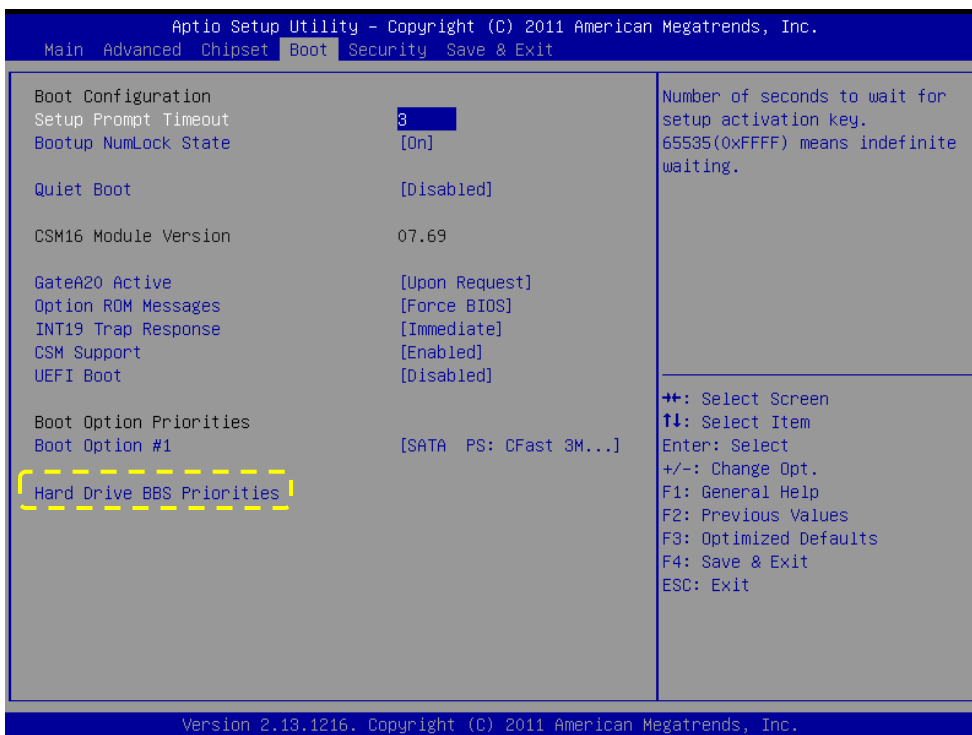 Aptio Setup Utility – Copyright (C) 2011 American Megatrends, Inc.
Main Advanced Chipset Boot Security Save & Exit
Boot Configuration
Setup Prompt Timeout 3
Bootup NumLock State [On]
Quiet Boot [Disabled]
CSM16 Module Version 07.69
GateA20 Active [Upon Request]
Option ROM Messages [Force BIOS]
INT19 Trap Response [Immediate]
CSM Support [Enabled]
UEFI Boot [Disabled]
Boot Option Priorities
Boot Option #1 [SATA PS: CFast 3M...]
Hard Drive BBS Priorities
Number of seconds to wait for
setup activation key.
65535(0xFFFF) means indefinite
waiting.
→←: Select Screen
↑↓: Select Item
Enter: Select
+/-: Change Opt.
F1: General Help
F2: Previous Values
F3: Optimized Defaults
F4: Save & Exit
ESC: Exit
Version 2.13.1216. Copyright (C) 2011 American Megatrends, Inc.